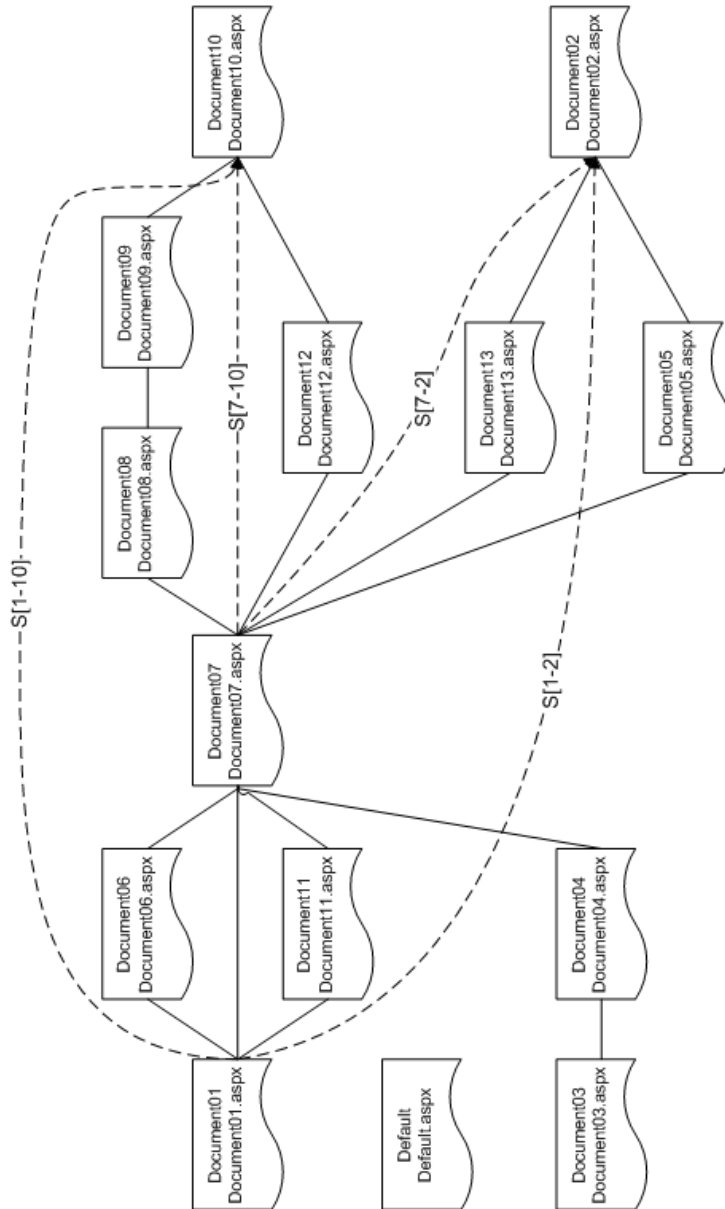 Document10
Document10.aspx
Document02
Document02.aspx
Document09
Document09.aspx
Document12
Document12.aspx
Document13
Document13.aspx
Document05
Document05.aspx
Document08
Document08.aspx
S[1-10]
S[7-10]
S[7-2]
S[1-2]
Document07
Document07.aspx
Document06
Document06.aspx
Document11
Document11.aspx
Document04
Document04.aspx
Document01
Document01.aspx
Default
Default.aspx
Document03
Document03.aspx